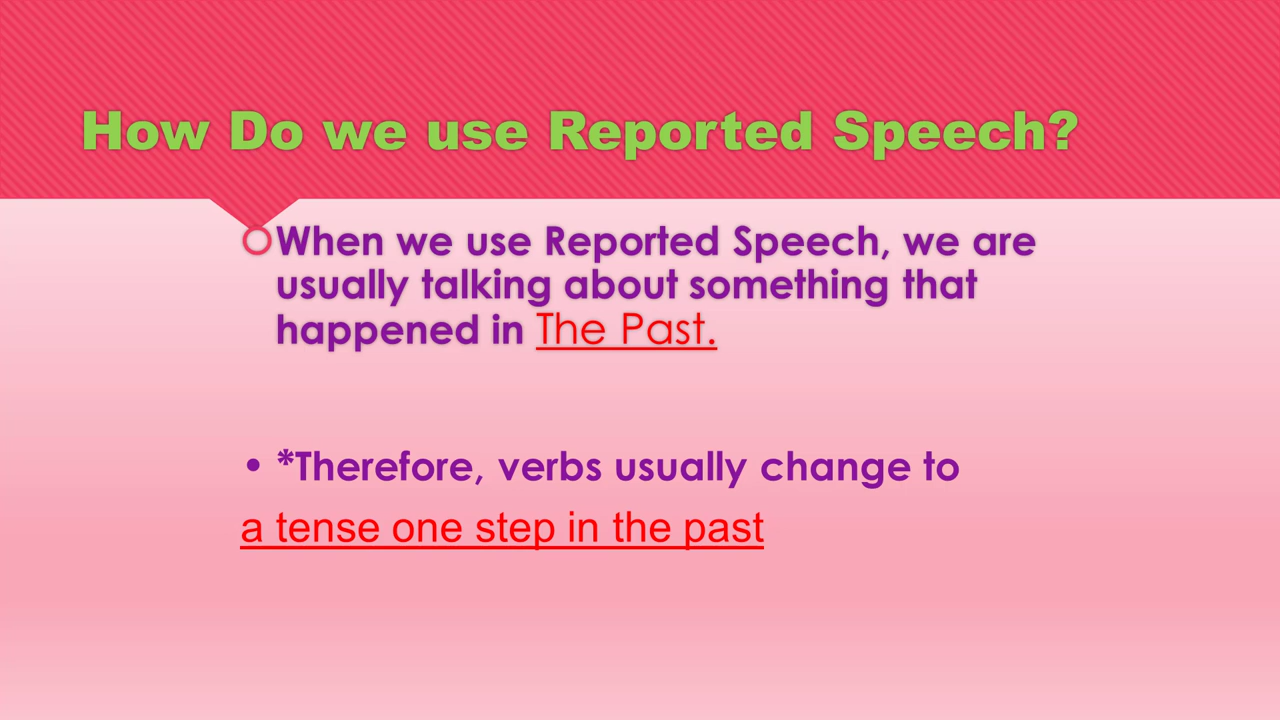 How Do we use Reported Speech?
When we use Reported Speech, we are
usually talking about something that
happened in The Past.
• *Therefore, verbs usually change to
a tense one step in the past